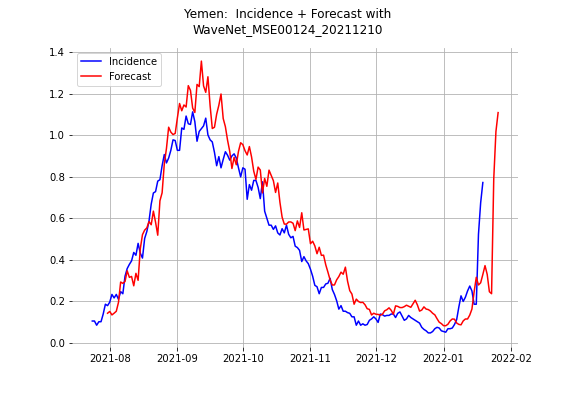 Yemen:  Incidence + Forecast with
WaveNet_MSE00124_20211210
Incidence
Forecast
1.4
1.2
1.0
0.8
0.6
0.4
0.2
0.0
2021-08 2021-09 2021-10 2021-11 2021-12 2022-01 2022-02